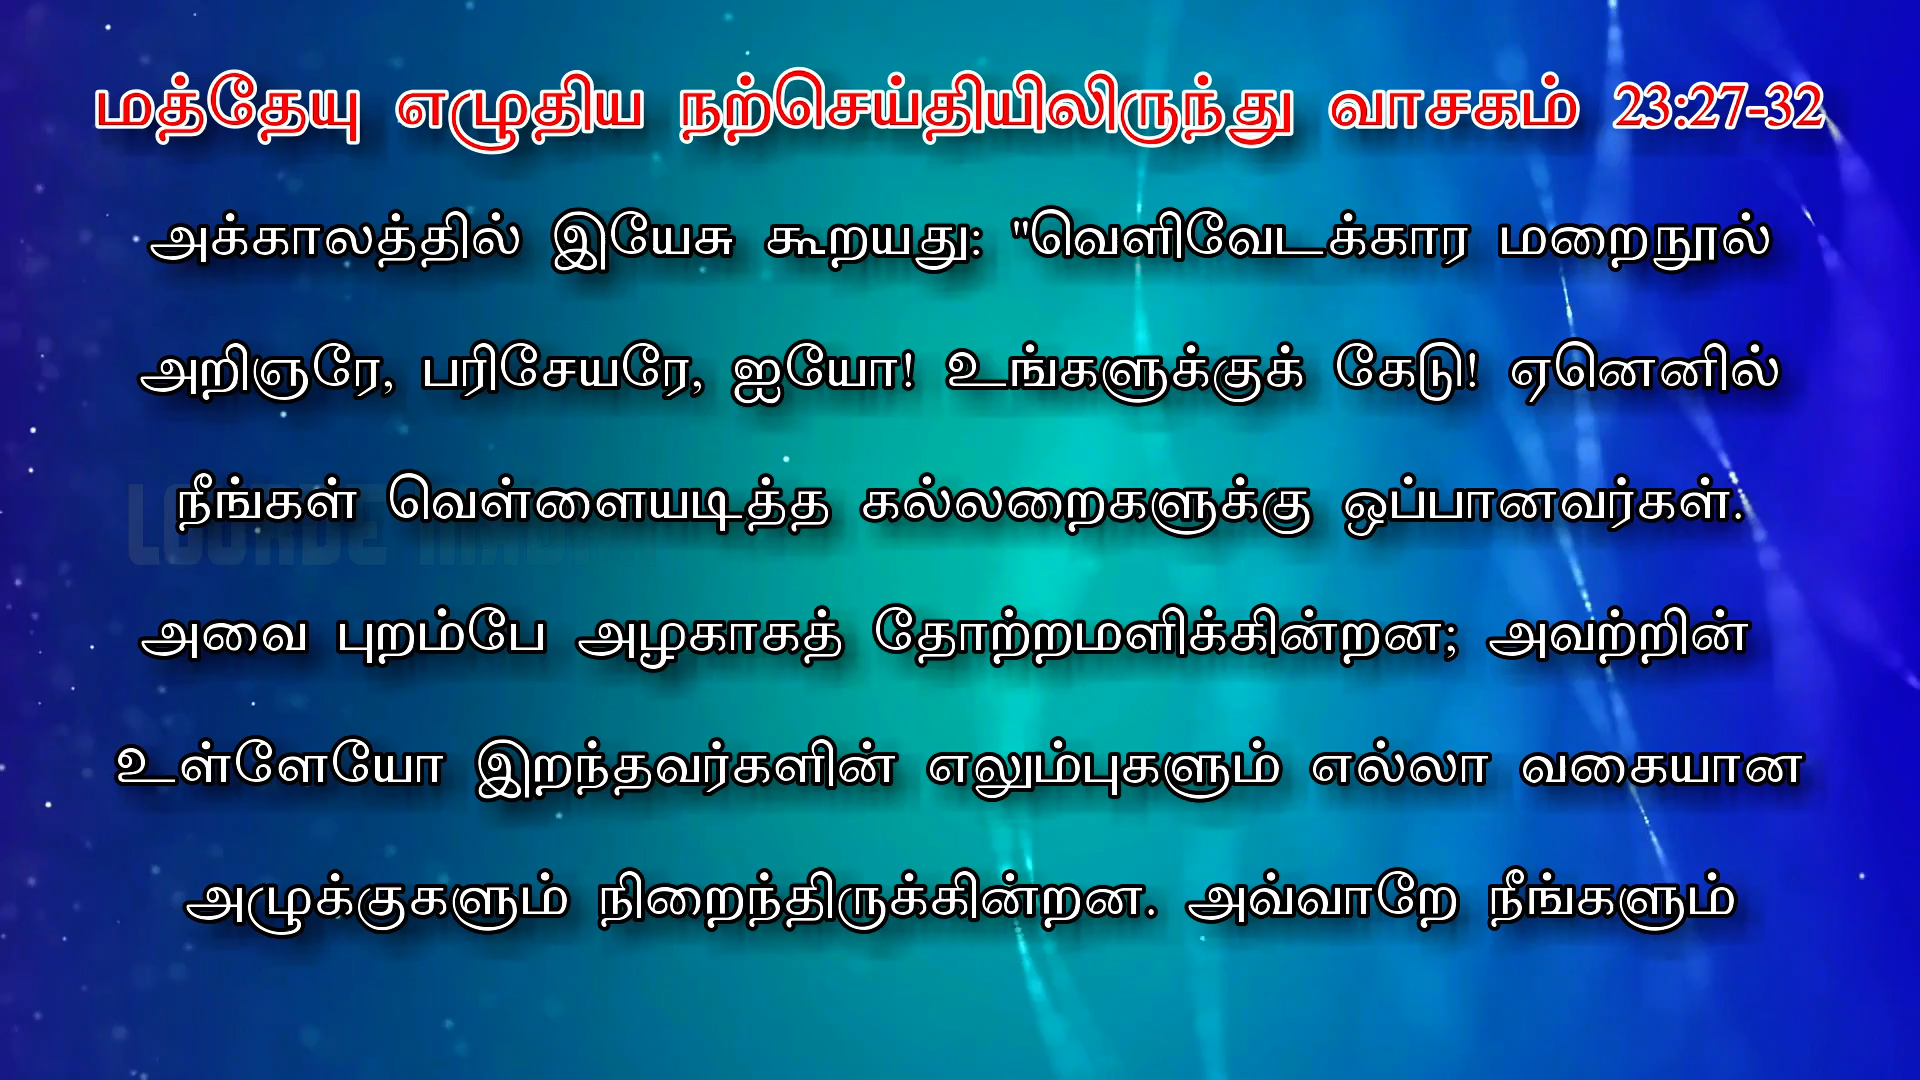 மத்தேயு எழுதிய நற்செய்தியிலிருந்து வாசகம் 23:27-32
அக்காலத்தில் இயேசு கூறயது: "வெளிவேடக்கார மறைநூல்
அறிஞரே, பரிசேயரே, ஐயோ! உங்களுக்குக் கேடு! ஏனெனில்
நீங்கள் வெள்ளையடித்த கல்லறைகளுக்கு ஒப்பானவர்கள்.
அவை புறம்பே அழகாகத் தோற்றமளிக்கின்றன; அவற்றின்
உள்ளேயோ இறந்தவர்களின் எலும்புகளும் எல்லா வகையான
அழுக்குகளும் நிறைந்திருக்கின்றன. அவ்வாறே நீங்களும்